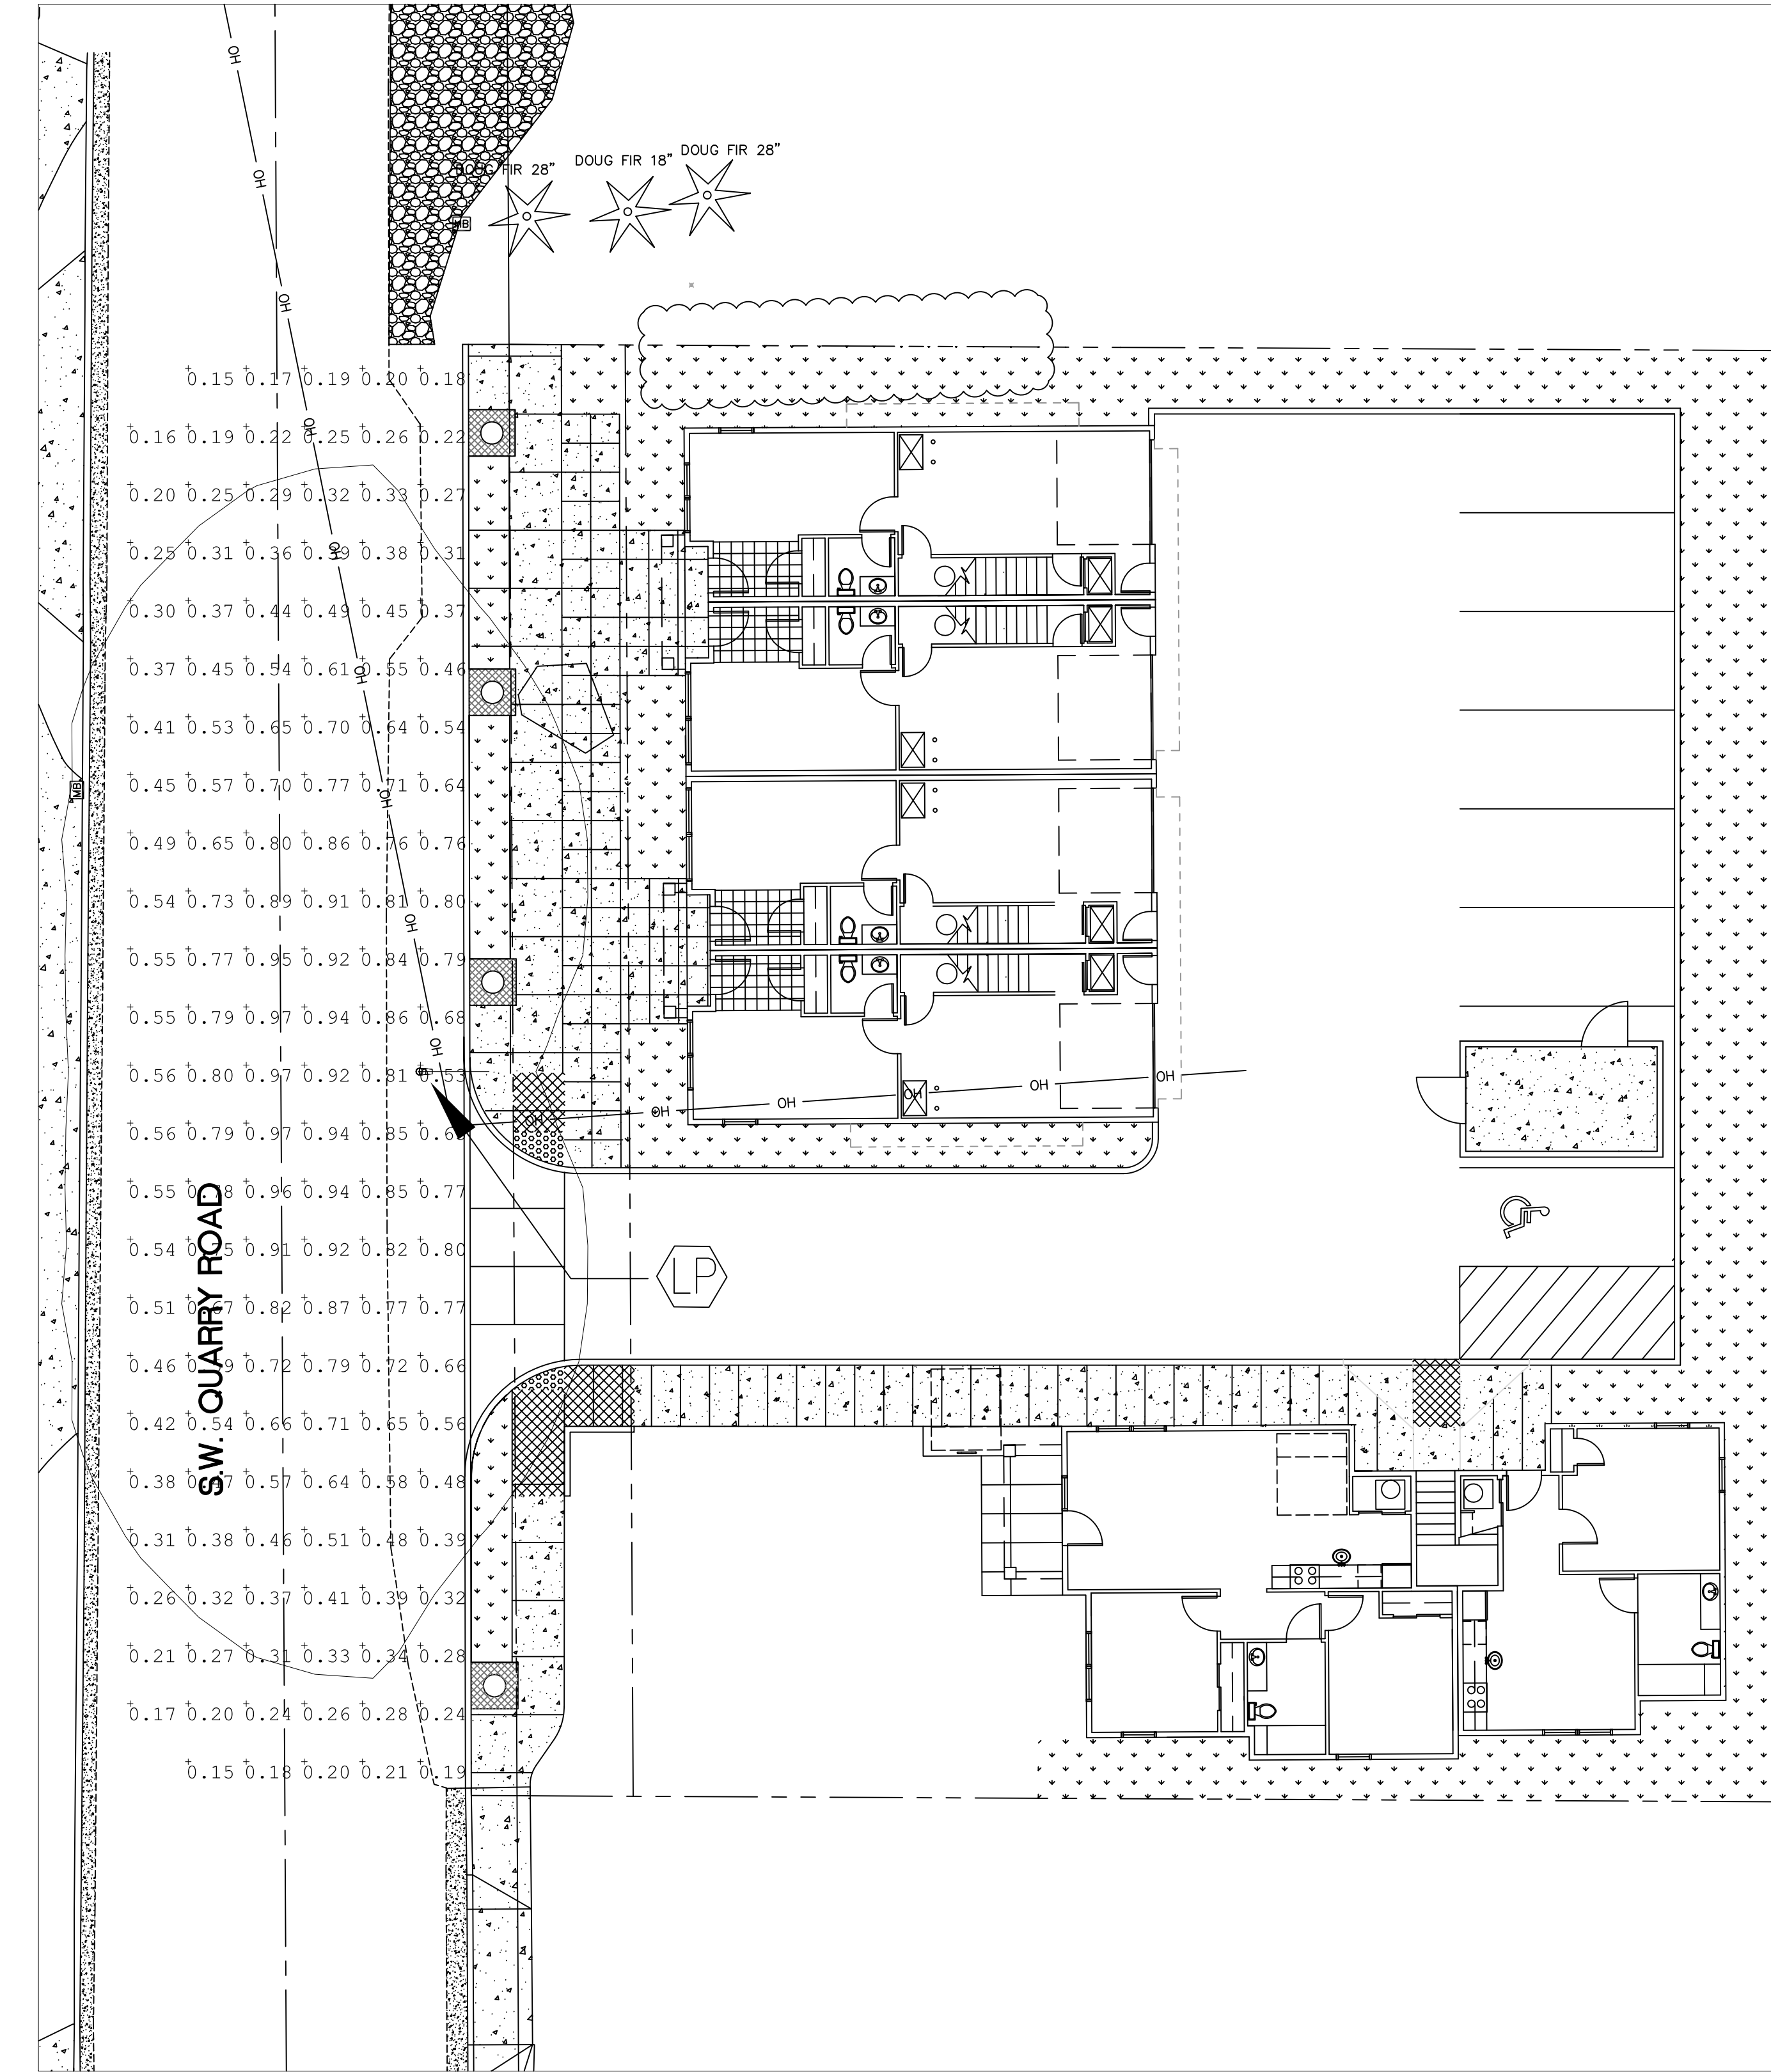 OH
OH
DOUG FIR 28"
DOUG FIR 18"
DOUG FIR 28"
MB
OH
0.15 0.17 0.19 0.20 0.18
OH
0.16 0.19 0.22 0.25 0.26 0.22
0.20 0.25 0.29 0.32 0.33 0.27
OH
0.25 0.31 0.36 0.39 0.38 0.31
0.30 0.37 0.44 0.49 0.45 0.37
0.37 0.45 0.54 0.61 0.55 0.46
OH
0.41 0.53 0.65 0.70 0.64 0.54
MB
0.45 0.57 0.70 0.77 0.71 0.64
OH
0.49 0.65 0.80 0.86 0.76 0.76
0.54 0.73 0.89 0.91 0.81 0.80
OH
0.55 0.77 0.95 0.92 0.84 0.79
0.55 0.79 0.97 0.94 0.86 0.68
OH
0.56 0.80 0.97 0.92 0.81 0.53
OH OH OH OH OH OH
0.56 0.79 0.97 0.94 0.85
0.55 0.78 0.96 0.94 0.85 0.77
0.54 0.75 0.91 0.92 0.82 0.80
LP
0.51 0.67 0.82 0.87 0.77 0.77
S.W. QUARRY ROAD
0.46 0.59 0.72 0.79 0.72 0.66
0.42 0.54 0.66 0.71 0.65 0.56
0.38 0.47 0.57 0.64 0.58 0.48
0.31 0.38 0.46 0.51 0.48 0.39
0.26 0.32 0.37 0.41 0.39 0.32
0.21 0.27 0.31 0.33 0.34 0.28
0.17 0.20 0.24 0.26 0.28 0.24
0.15 0.18 0.20 0.21 0.19